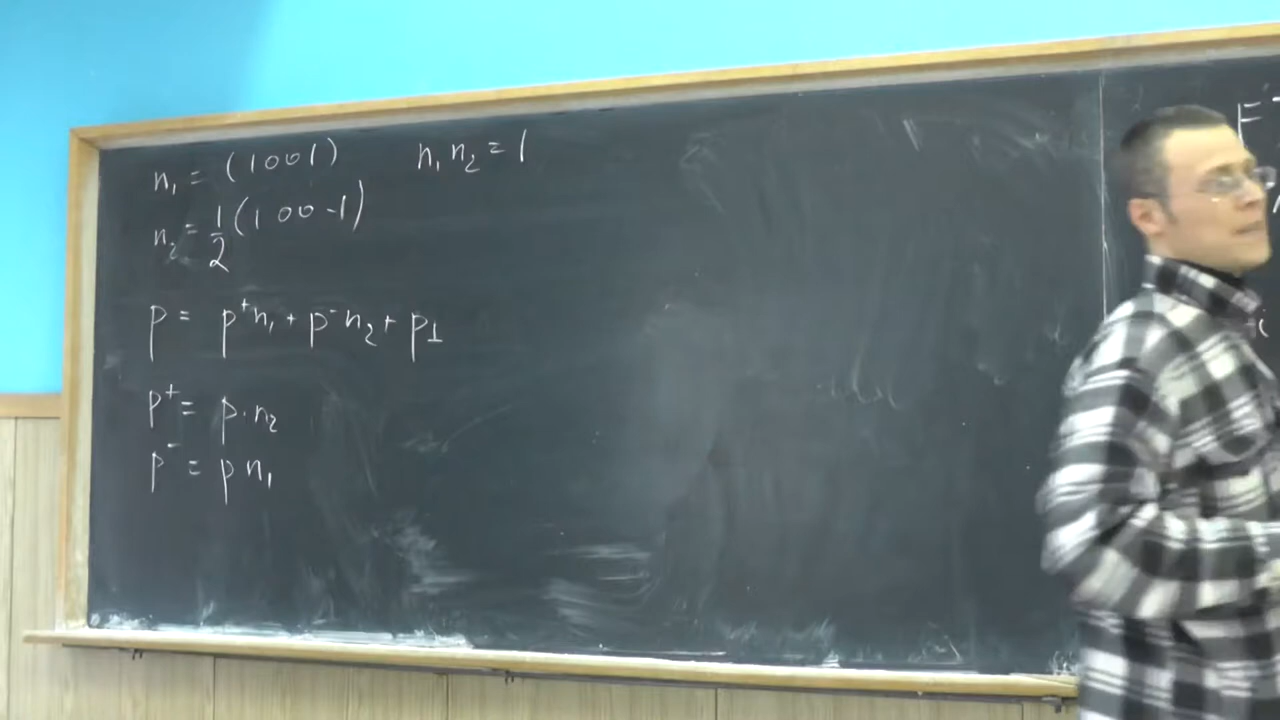 n₁ = (1 0 0 1) n₁ n₂ = 1
n₂ = 1/2 (1 0 0 -1)
p = p⁺n₁ + p⁻n₂ + p⊥
p⁺ = p · n₂
p⁻ = p n₁
F